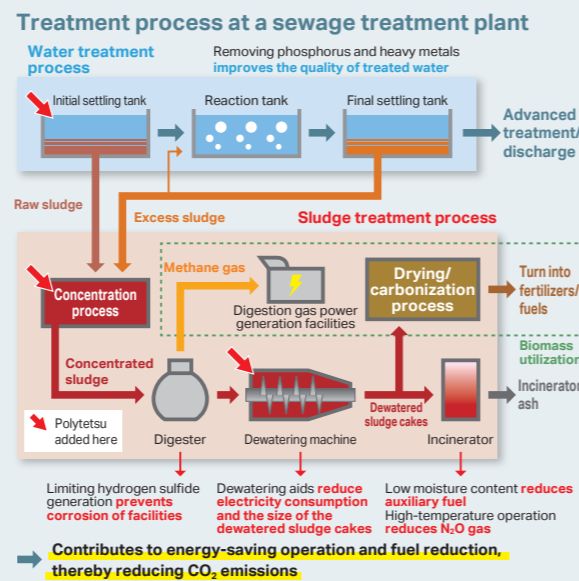 Treatment process at a sewage treatment plant
Water treatment
process
Removing phosphorus and heavy metals
improves the quality of treated water
Initial settling tank
Reaction tank
Final settling tank
Advanced
treatment/
discharge
Raw sludge
Excess sludge
Sludge treatment process
Methane gas
Digestion gas power
generation facilities
Drying/
carbonization
process
Turn into
fertilizers/
fuels
Concentration
process
Biomass
utilization
Concentrated
sludge
Dewatered
sludge cakes
Incinerator
ash
Polytetsu
added here
Digester
Dewatering machine
Incinerator
Limiting hydrogen sulfide
generation prevents
corrosion of facilities
Dewatering aids reduce
electricity consumption
and the size of the
dewatered sludge cakes
Low moisture content reduces
auxiliary fuel
High-temperature operation
reduces N₂O gas
Contributes to energy-saving operation and fuel reduction,
thereby reducing CO₂ emissions